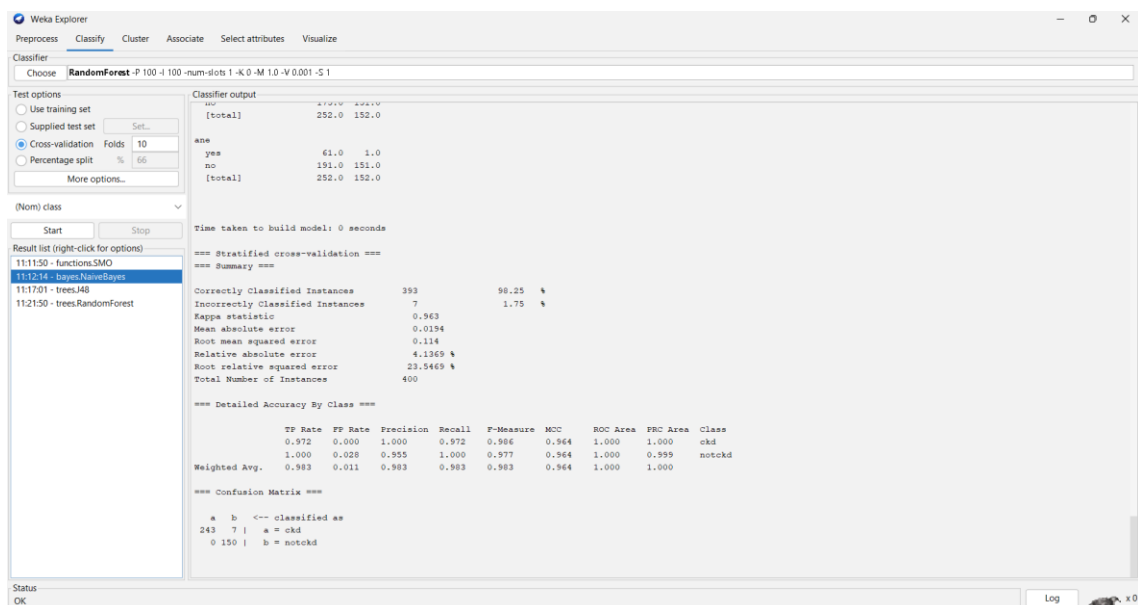 Weka Explorer
Preprocess Classify Cluster Associate Select attributes Visualize
Classifier
Choose RandomForest -P 100 -I 100 -num-slots 1 -K 0 -M 1.0 -V 0.001 -S 1
Test options
Use training set
Supplied test set Set...
Cross-validation Folds 10
Percentage split % 66
More options...
(Nom) class
Start Stop
Result list (right-click for options)
11:11:50 - functions.SMO
11:12:14 - bayes.NaiveBayes
11:17:01 - trees.J48
11:21:50 - trees.RandomForest
Classifier output
[total] 252.0 152.0
ane
yes 61.0 1.0
no 191.0 151.0
[total] 252.0 152.0
Time taken to build model: 0 seconds
=== Stratified cross-validation ===
=== Summary ===
Correctly Classified Instances 393 98.25 %
Incorrectly Classified Instances 7 1.75 %
Kappa statistic 0.963
Mean absolute error 0.0194
Root mean squared error 0.114
Relative absolute error 4.1369 %
Root relative squared error 23.5469 %
Total Number of Instances 400
=== Detailed Accuracy By Class ===
TP Rate FP Rate Precision Recall F-Measure MCC ROC Area PRC Area Class
0.972 0.000 1.000 0.972 0.986 0.964 1.000 1.000 ckd
1.000 0.028 0.955 1.000 0.977 0.964 1.000 0.999 notckd
Weighted Avg. 0.983 0.011 0.983 0.983 0.983 0.964 1.000 1.000
=== Confusion Matrix ===
a b <-- classified as
243 7 | a = ckd
0 150 | b = notckd
Status
OK
Log x 0